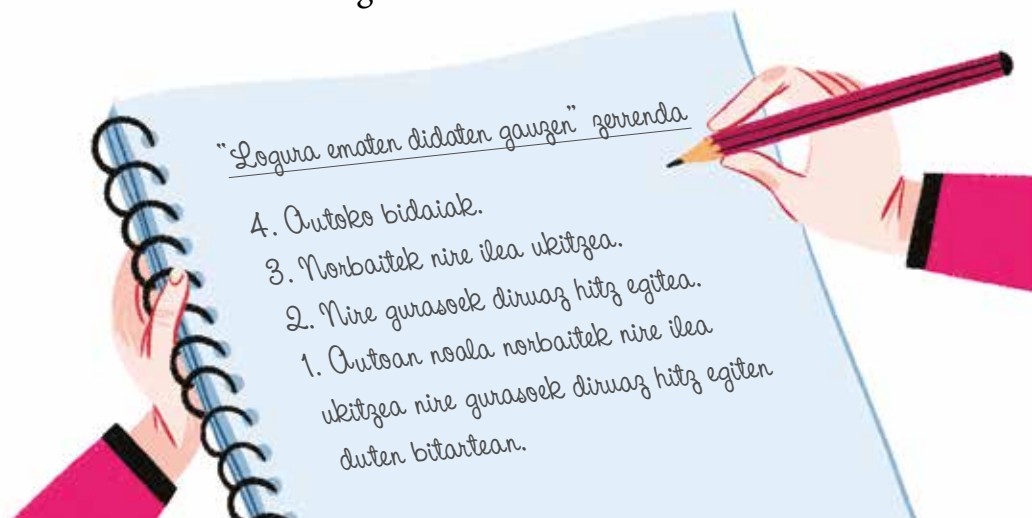 "Logura ematen didaten gauzen" zerrenda
4. Autoko bidaiak.
3. Norbaitek nire ilea ukitzea.
2. Nire gurasoek diruaz hitz egitea.
1. Autoan noala norbaitek nire ilea
ukitzea nire gurasoek diruaz hitz egiten
duten bitartean.